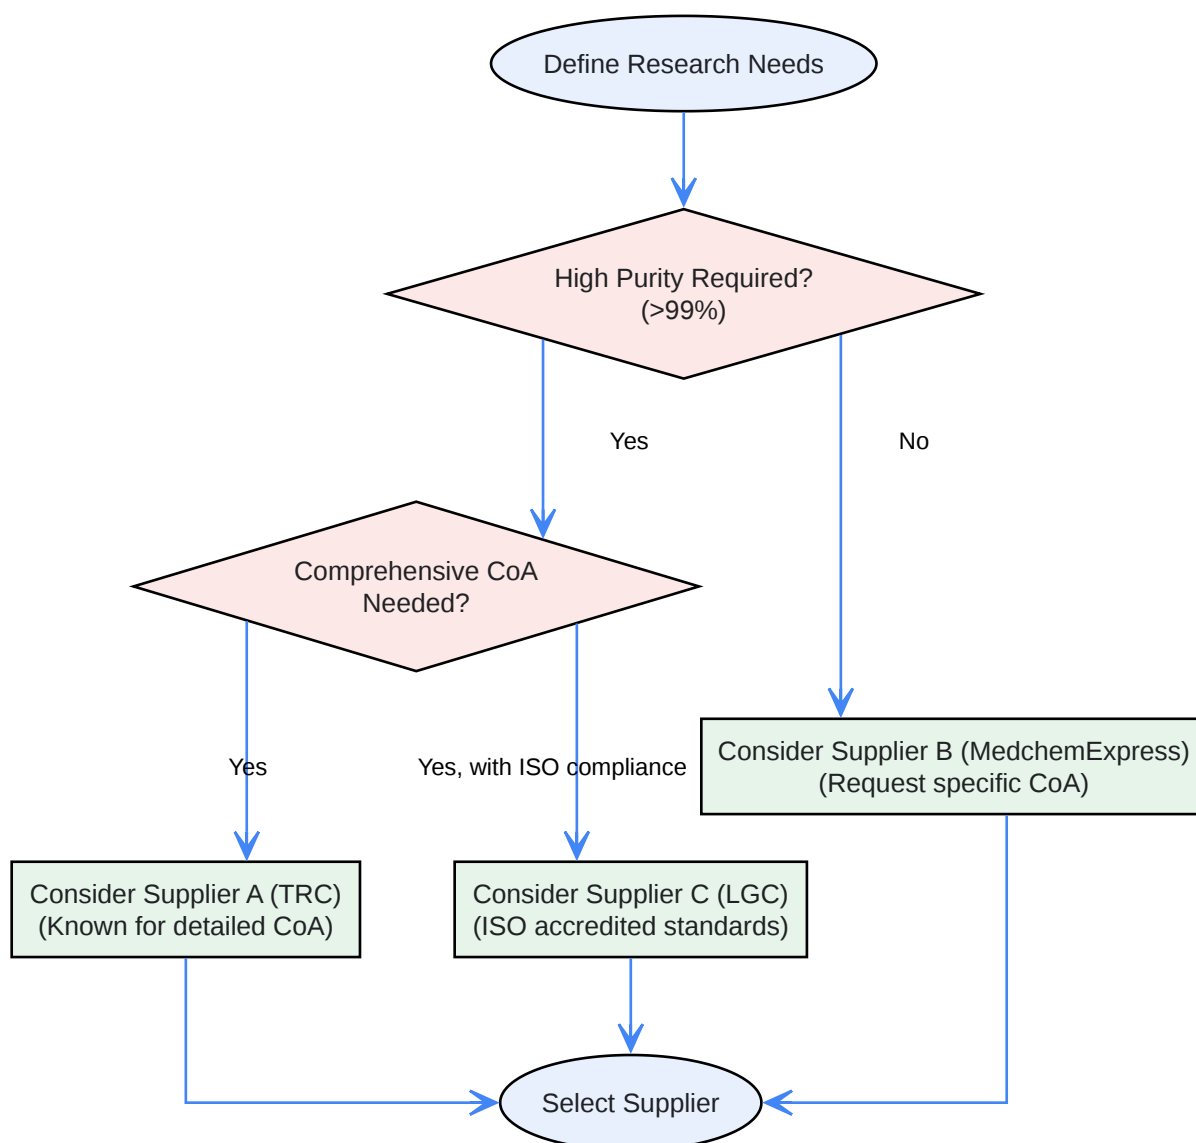 Define Research Needs
High Purity Required?
(>99%)
Yes
No
Comprehensive CoA
Needed?
Yes
Yes, with ISO compliance
Consider Supplier B (MedchemExpress)
(Request specific CoA)
Consider Supplier A (TRC)
(Known for detailed CoA)
Consider Supplier C (LGC)
(ISO accredited standards)
Select Supplier